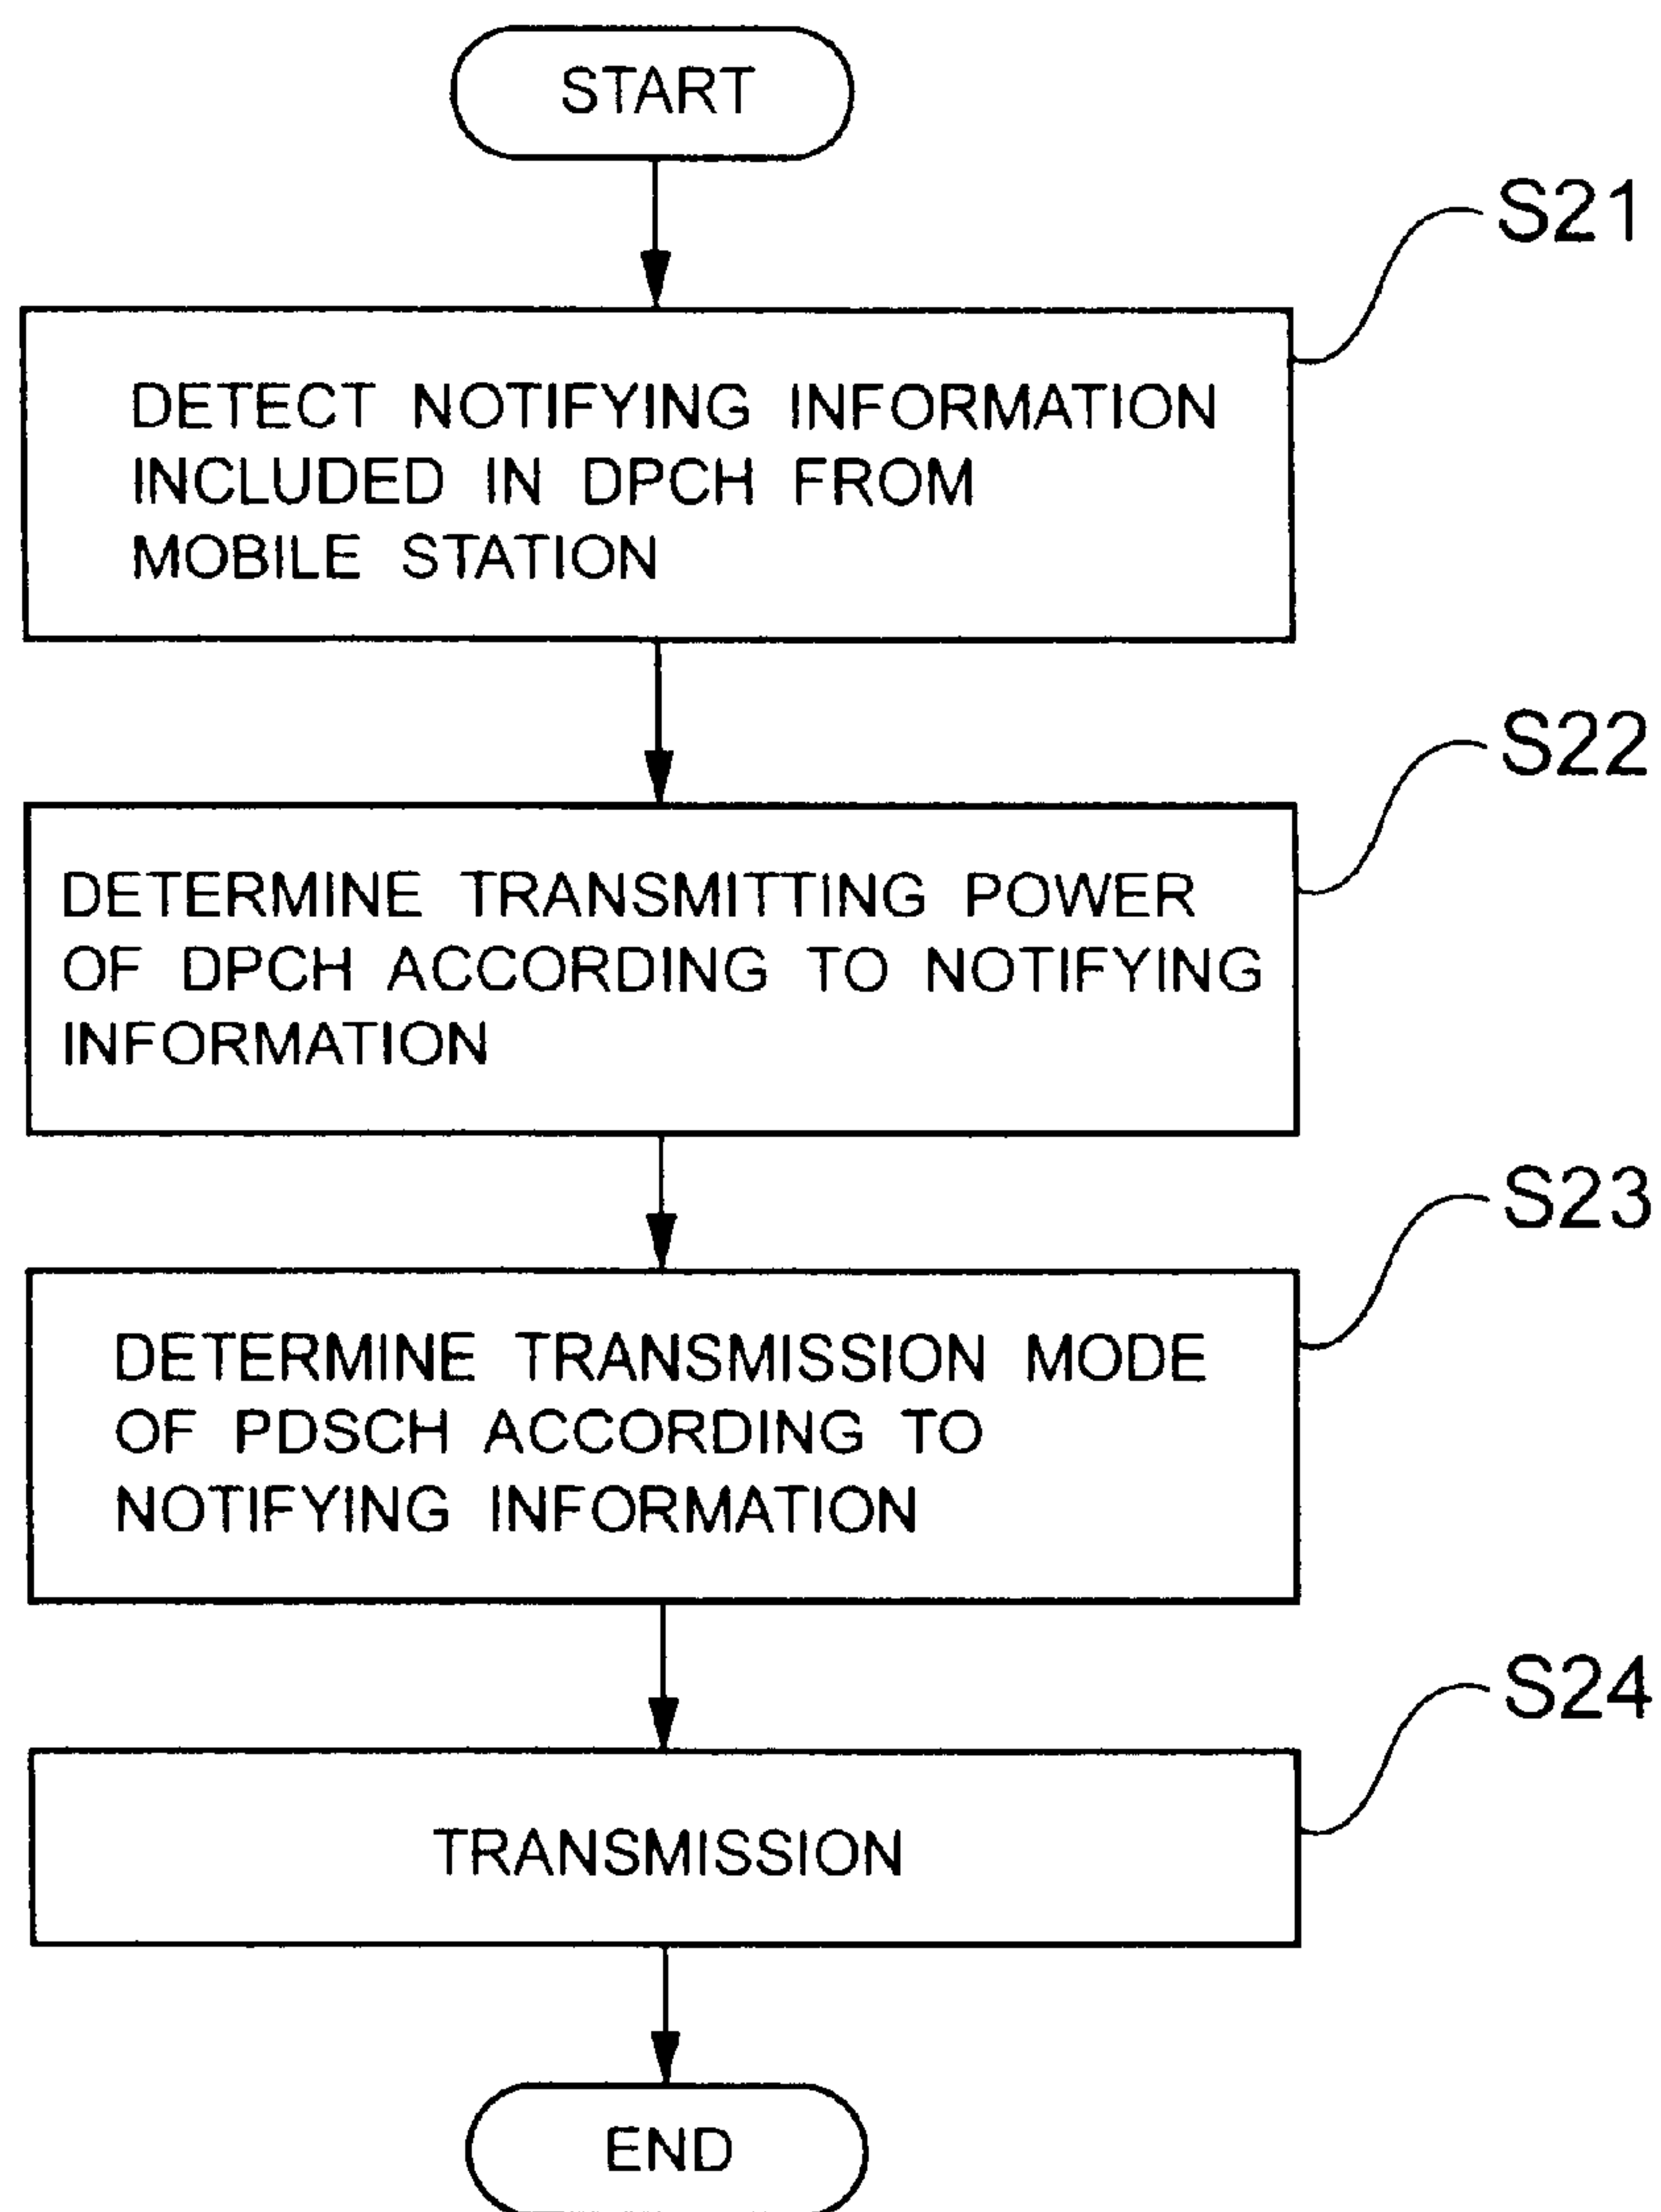 START
S21
DETECT NOTIFYING INFORMATION
INCLUDED IN DPCH FROM
MOBILE STATION
S22
DETERMINE TRANSMITTING POWER
OF DPCH ACCORDING TO NOTIFYING
INFORMATION
S23
DETERMINE TRANSMISSION MODE
OF PDSCH ACCORDING TO
NOTIFYING INFORMATION
S24
TRANSMISSION
END